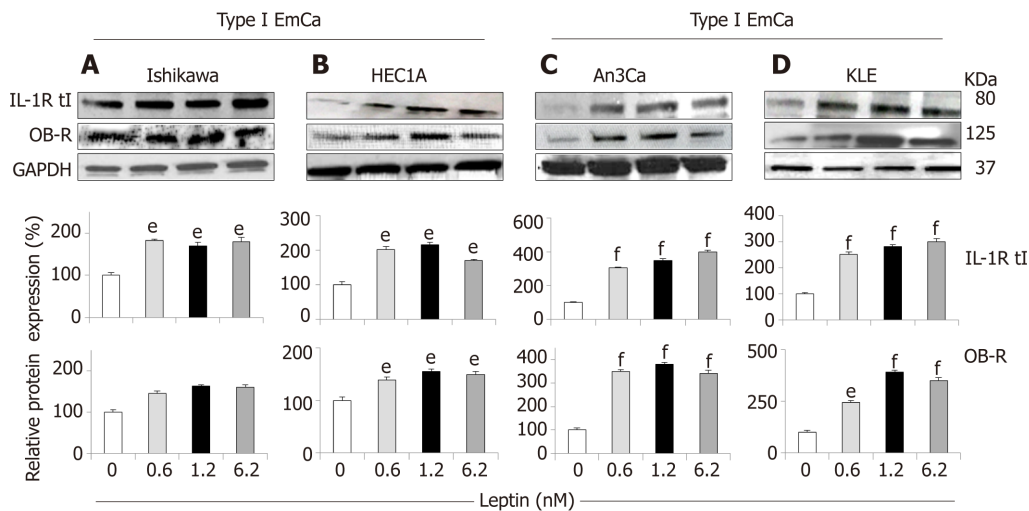 Type I EmCa
Type I EmCa
A
B
C
D
Ishikawa
HEC1A
An3Ca
KLE
KDa
IL-1R tI
80
OB-R
125
GAPDH
37
Relative protein expression (%)
200
100
0
e
e
e
300
200
100
0
e
e
e
600
400
200
0
f
f
f
400
300
200
100
0
f
f
f
IL-1R tI
200
100
0
200
100
0
e
e
e
500
400
300
200
100
0
f
f
f
500
250
0
e
f
f
OB-R
0 0.6 1.2 6.2
0 0.6 1.2 6.2
0 0.6 1.2 6.2
0 0.6 1.2 6.2
Leptin (nM)